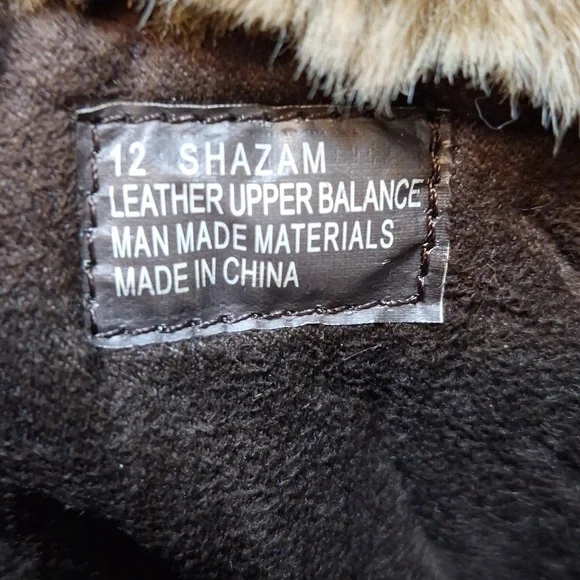 12 SHAZAM
LEATHER UPPER BALANCE
MAN MADE MATERIALS
MADE IN CHINA